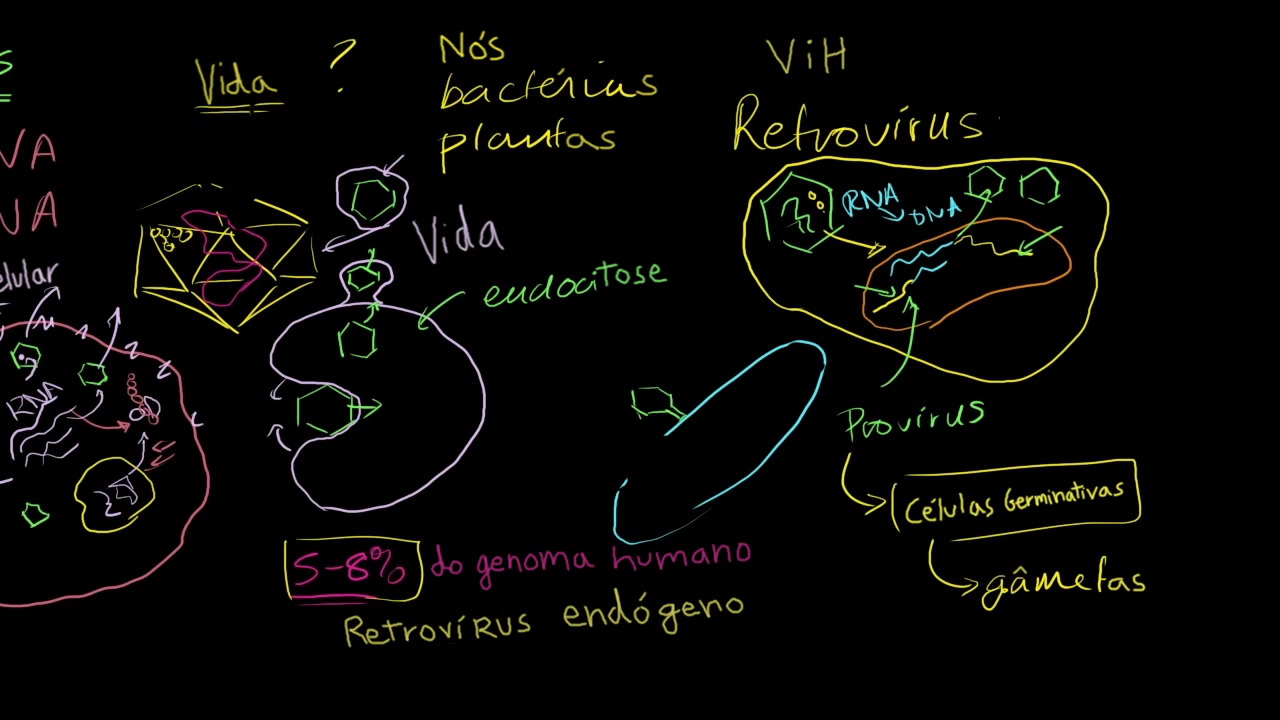 Vida ?
Nós
bactérias
plantas
ViH
Retrovírus
RNA
DNA
Vida
endocitose
RNA
Provírus
Células Germinativas
gâmetas
5-8% do genoma humano
Retrovírus endógeno